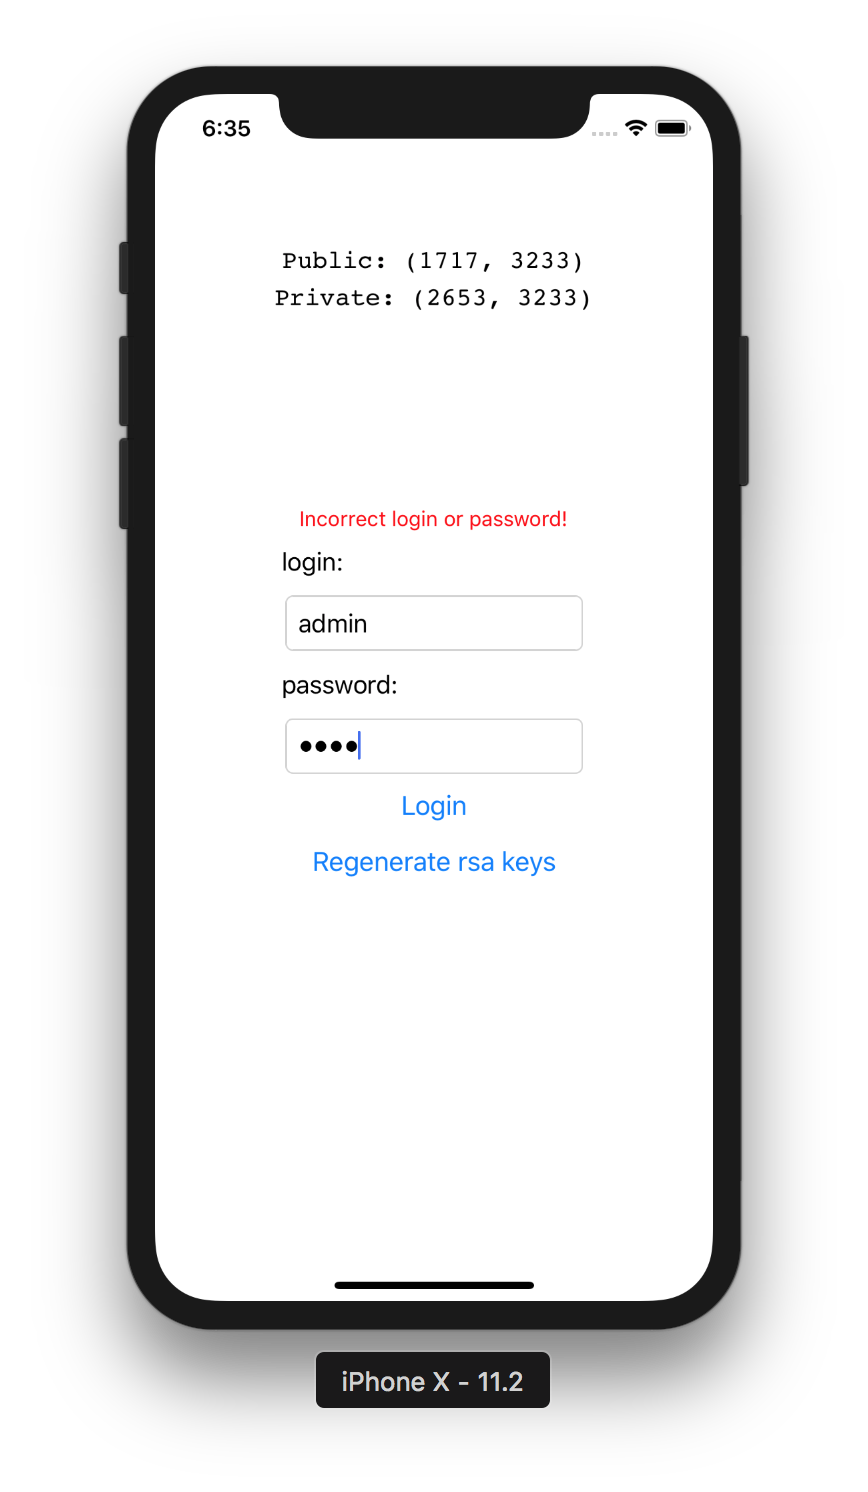 6:35
Public: (1717, 3233)
Private: (2653, 3233)
Incorrect login or password!
login:
admin
password:
••••
Login
Regenerate rsa keys
iPhone X - 11.2